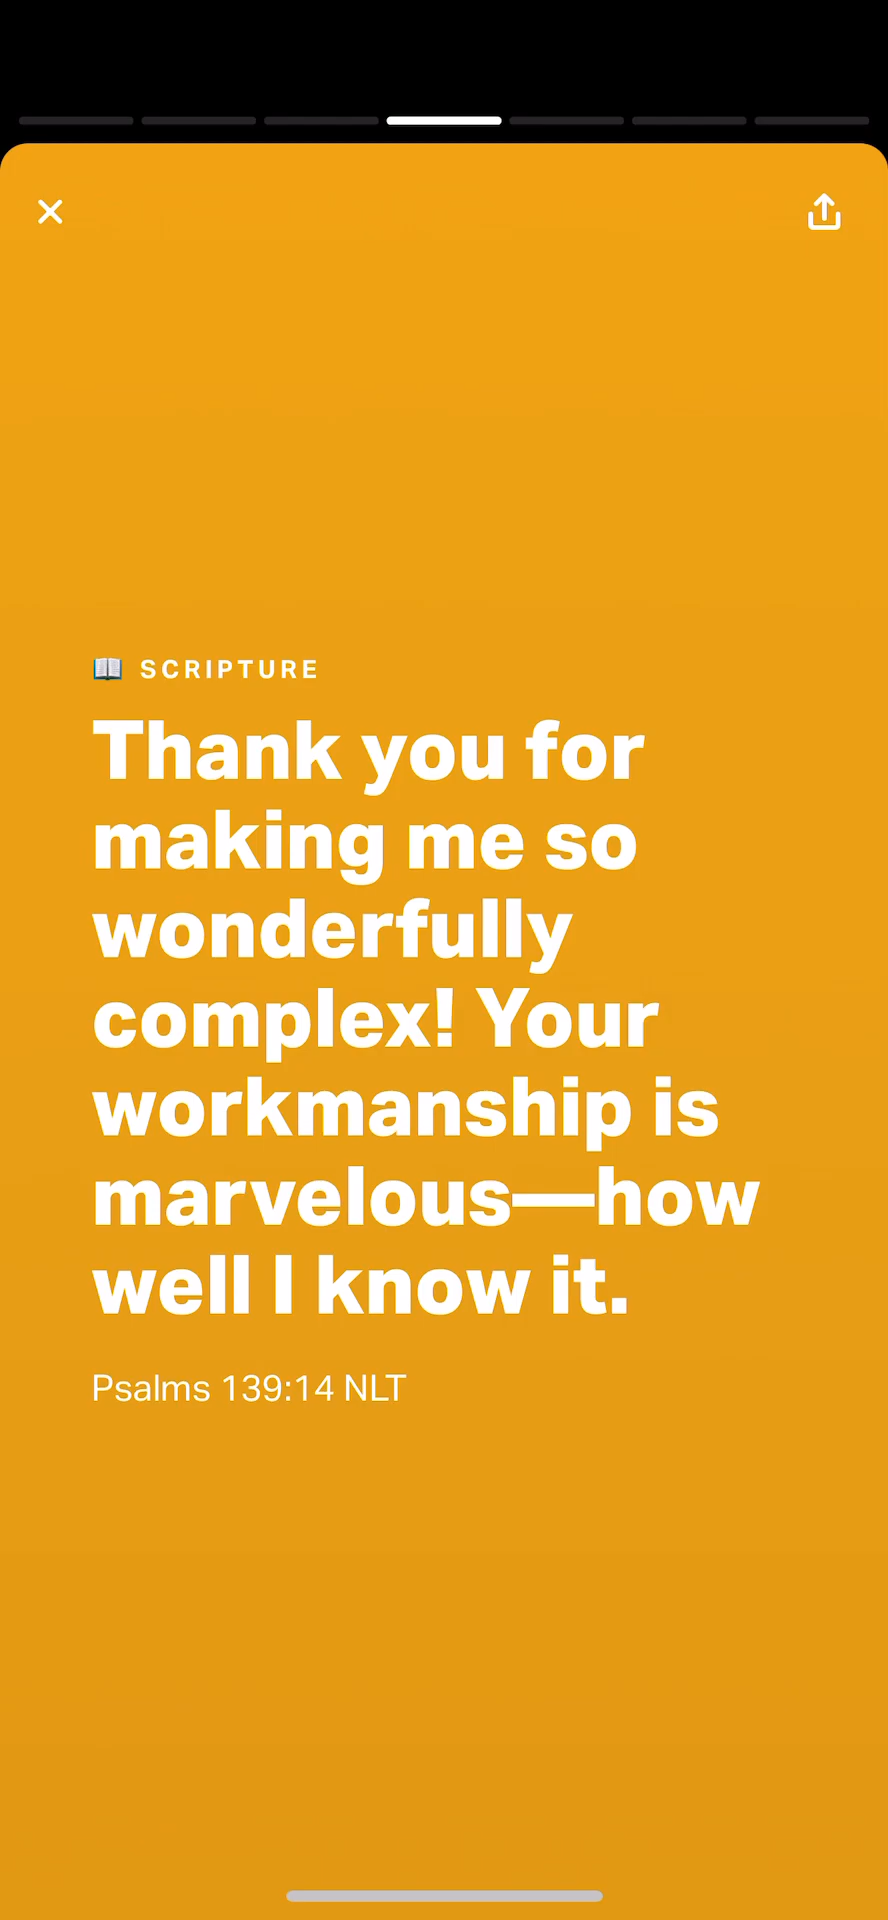 📖 SCRIPTURE
Thank you for
making me so
wonderfully
complex! Your
workmanship is
marvelous—how
well I know it.
Psalms 139:14 NLT